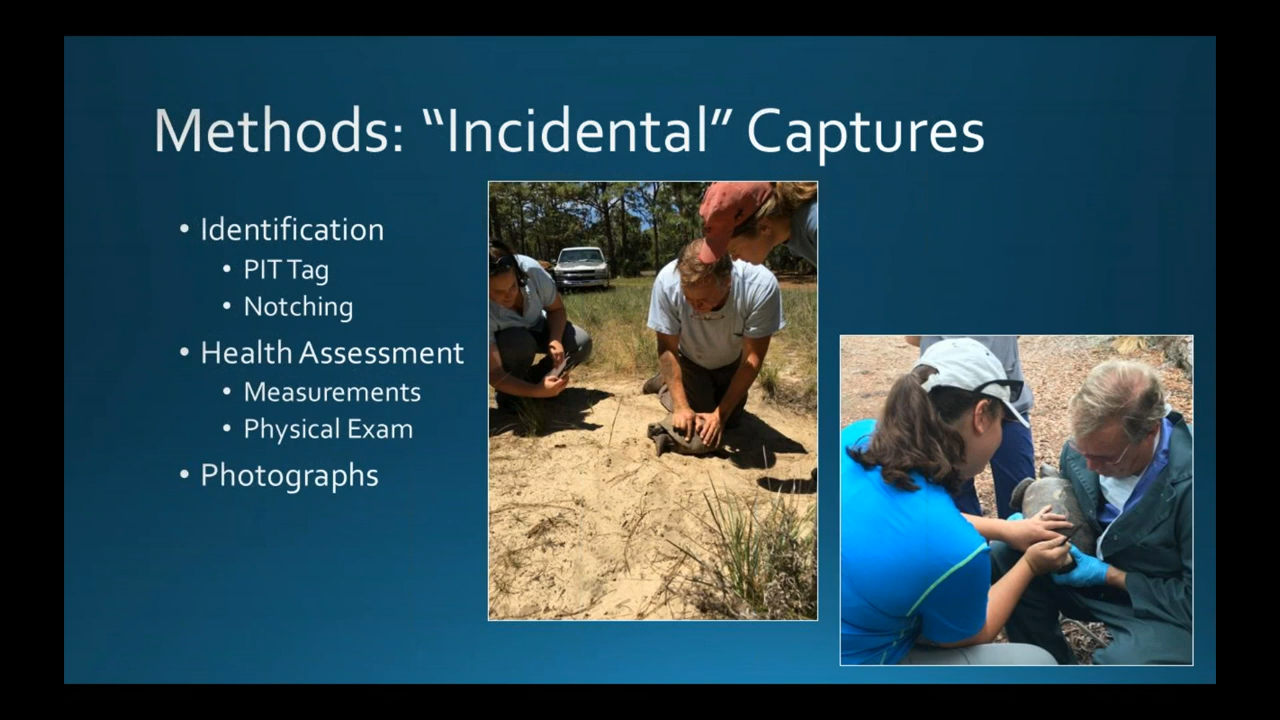 Methods: “Incidental” Captures
• Identification
• PIT Tag
• Notching
• Health Assessment
• Measurements
• Physical Exam
• Photographs